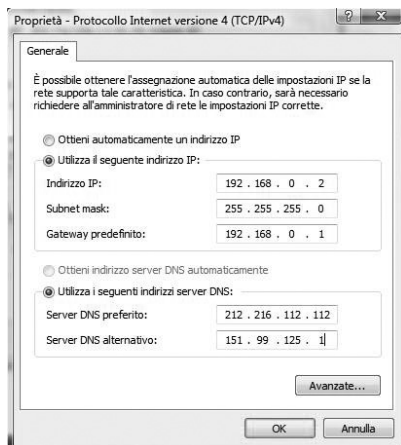 Proprietà - Protocollo Internet versione 4 (TCP/IPv4)
Generale
È possibile ottenere l'assegnazione automatica delle impostazioni IP se la
rete supporta tale caratteristica. In caso contrario, sarà necessario
richiedere all'amministratore di rete le impostazioni IP corrette.
Ottieni automaticamente un indirizzo IP
Utilizza il seguente indirizzo IP:
Indirizzo IP: 192 . 168 . 0 . 2
Subnet mask: 255 . 255 . 255 . 0
Gateway predefinito: 192 . 168 . 0 . 1
Ottieni indirizzo server DNS automaticamente
Utilizza i seguenti indirizzi server DNS:
Server DNS preferito: 212 . 216 . 112 . 112
Server DNS alternativo: 151 . 99 . 125 . 1
Avanzate...
OK Annulla